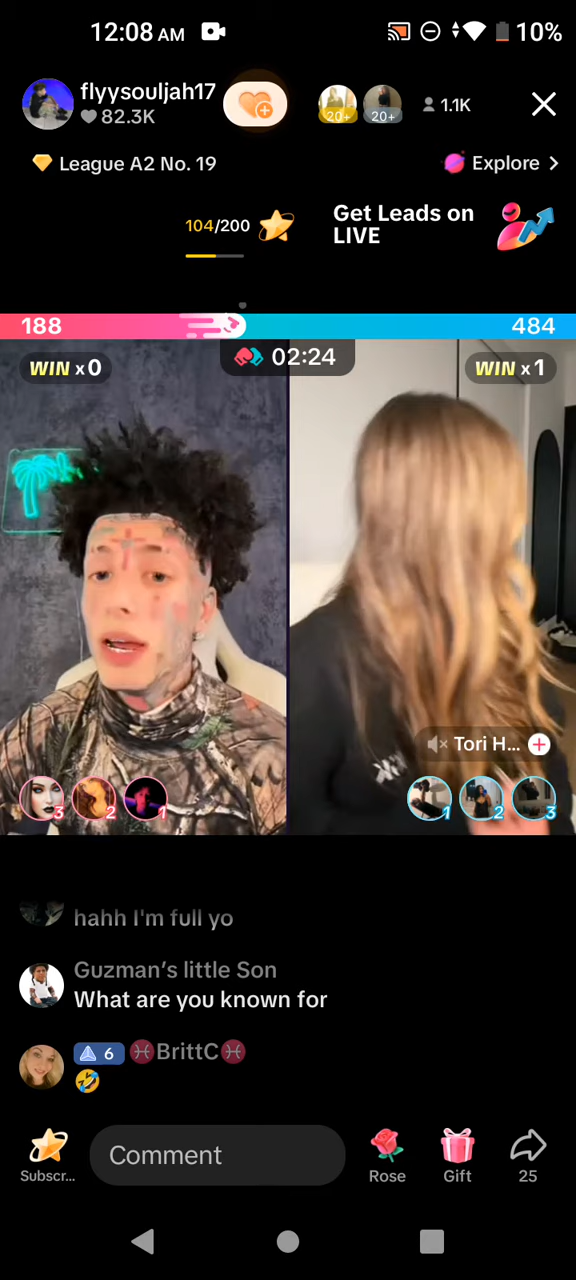 12:08 AM
10%
flyysouljah17
82.3K
20+
20+
1.1K
League A2 No. 19
Explore >
104/200
Get Leads on
LIVE
188
484
WIN x 0
02:24
WIN x 1
Tori H...
3
2
1
1
2
3
hahh I'm full yo
Guzman’s little Son
What are you known for
6
♓BrittC♓
🤣
Subscr...
Comment
Rose
Gift
25